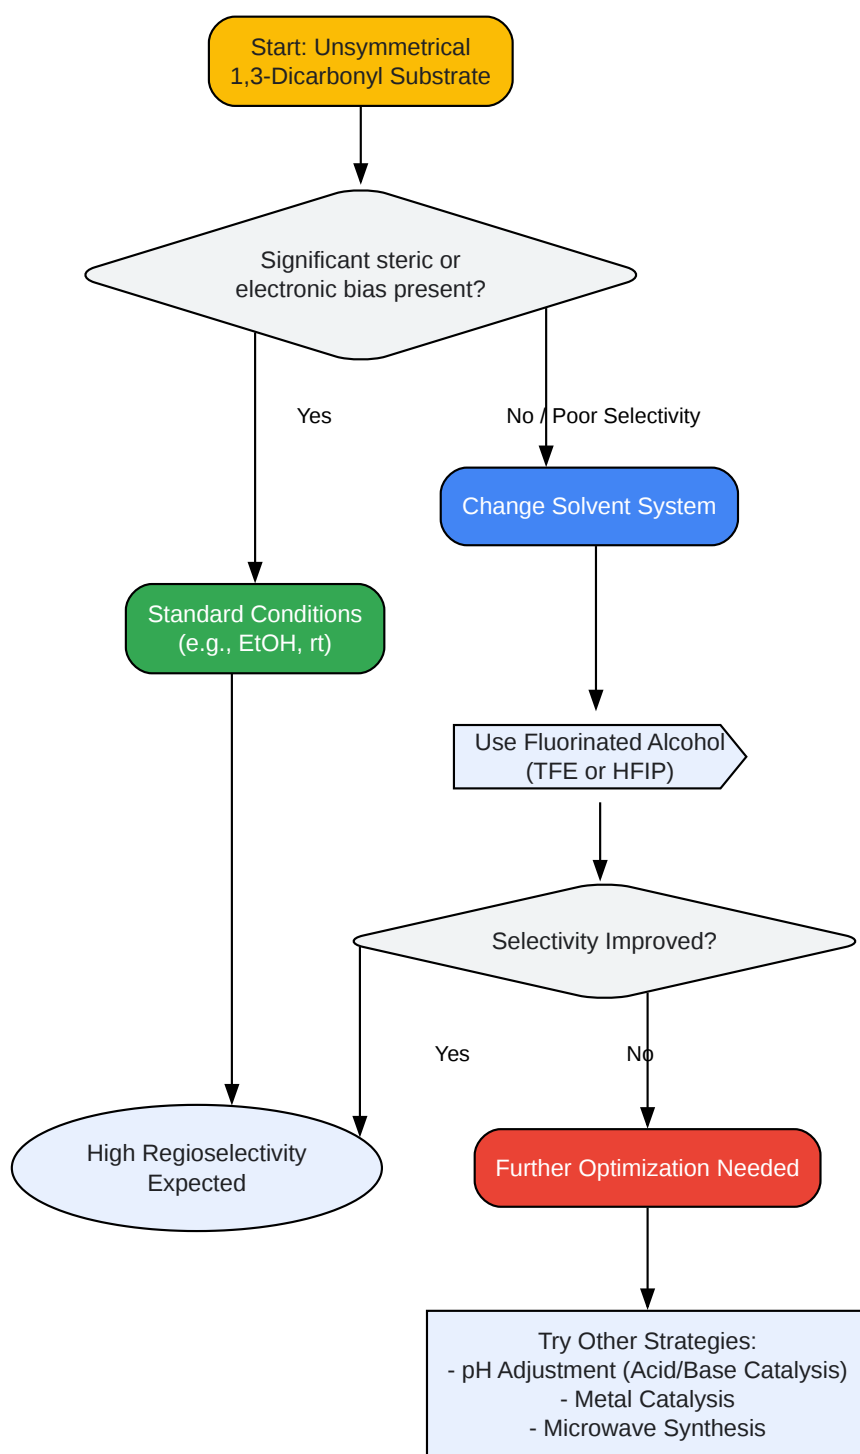 Start: Unsymmetrical
1,3-Dicarbonyl Substrate
Significant steric or
electronic bias present?
Yes
No / Poor Selectivity
Change Solvent System
Standard Conditions
(e.g., EtOH, rt)
Use Fluorinated Alcohol
(TFE or HFIP)
Selectivity Improved?
Yes
No
High Regioselectivity
Expected
Further Optimization Needed
Try Other Strategies:
- pH Adjustment (Acid/Base Catalysis)
- Metal Catalysis
- Microwave Synthesis